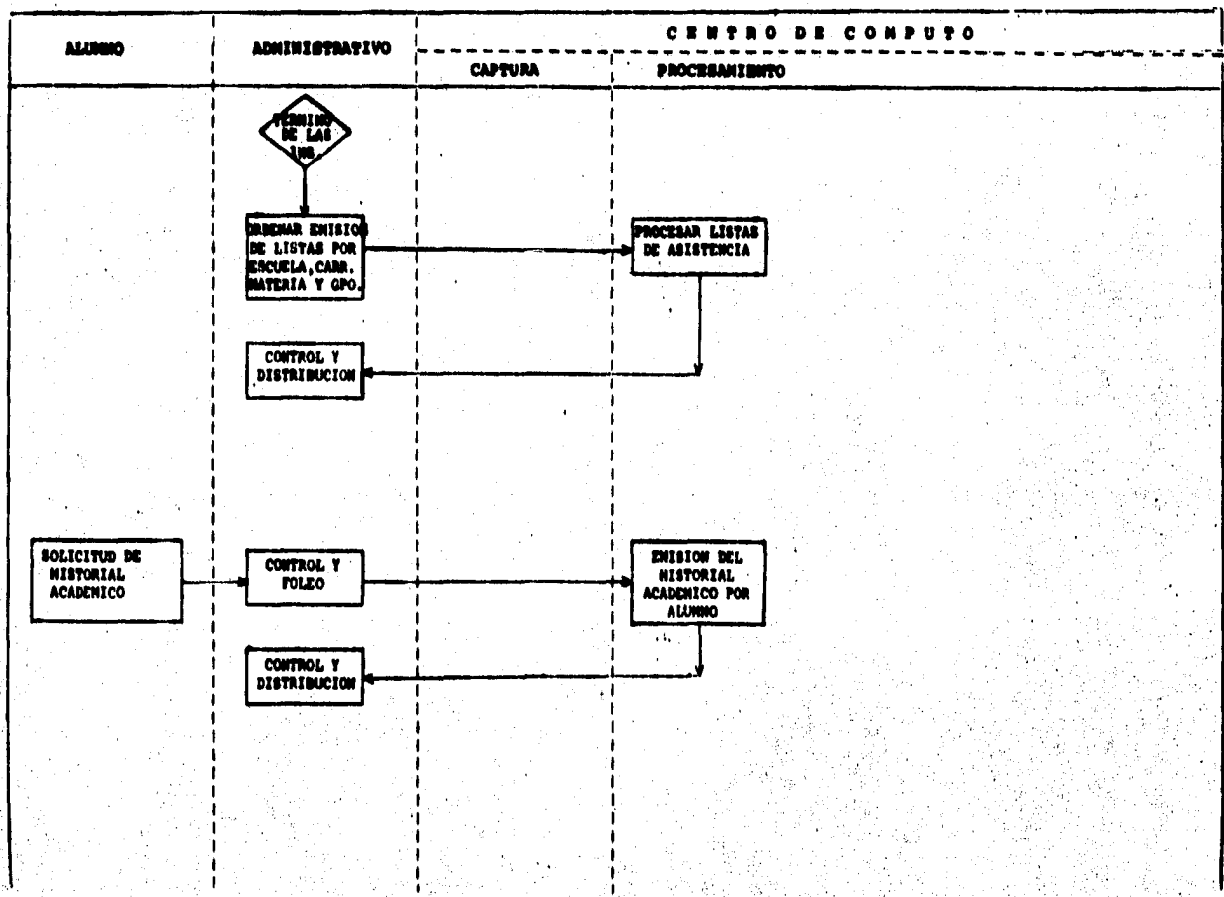 CENTRO DE COMPUTO
ALUMNO
ADMINISTRATIVO
CAPTURA
PROCESAMIENTO
TERMINO
DE LAS
INS.
ORDENAR EMISION
DE LISTAS POR
ESCUELA,CARR.
MATERIA Y GPO.
PROCESAR LISTAS
DE ASISTENCIA
CONTROL Y
DISTRIBUCION
SOLICITUD DE
HISTORIAL
ACADEMICO
CONTROL Y
FOLEO
EMISION DEL
HISTORIAL
ACADEMICO POR
ALUMNO
CONTROL Y
DISTRIBUCION